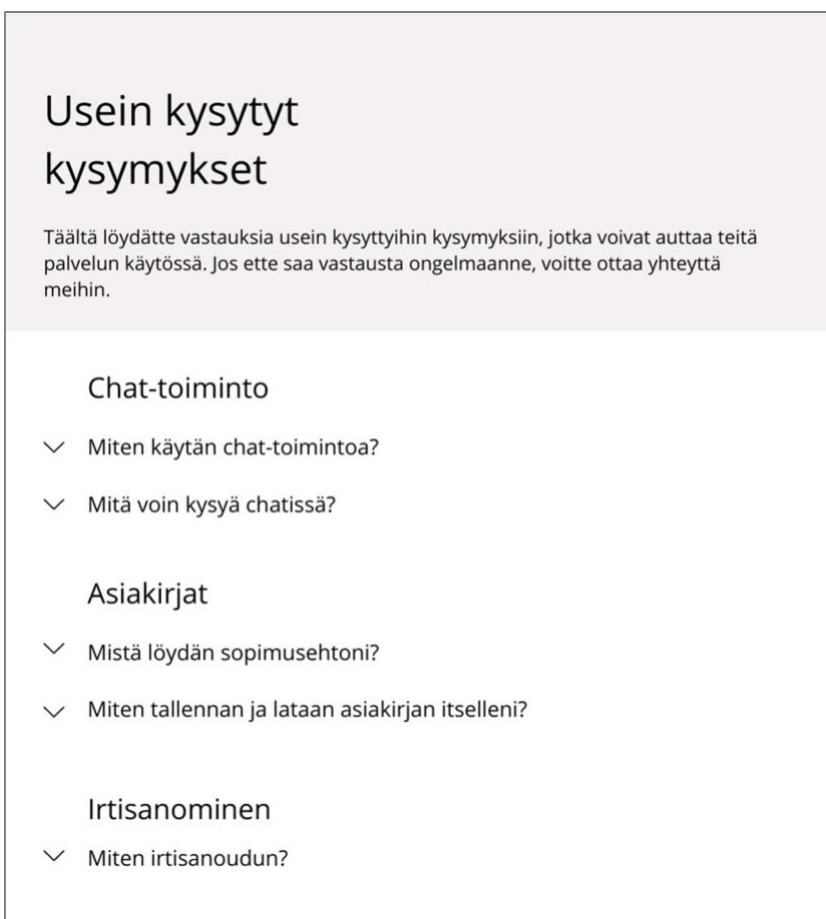 Usein kysytyt
kysymykset
Täältä löydätte vastauksia usein kysyttyihin kysymyksiin, jotka voivat auttaa teitä
palvelun käytössä. Jos ette saa vastausta ongelmaanne, voitte ottaa yhteyttä
meihin.
Chat-toiminto
Miten käytän chat-toimintoa?
Mitä voin kysyä chatissä?
Asiakirjat
Mistä löydän sopimusehtoni?
Miten tallennan ja lataan asiakirjan itselleni?
Irtisanominen
Miten irtisanoudun?